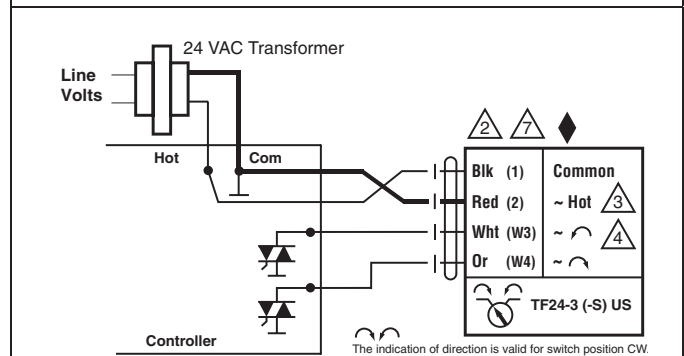 24 VAC Transformer
Line
Volts
2 7
Hot Com
Blk (1) Common
Red (2) ~ Hot 3
Wht (W3) ~ 4
Or (W4) ~
TF24-3 (-S) US
Controller
The indication of direction is valid for switch position CW.